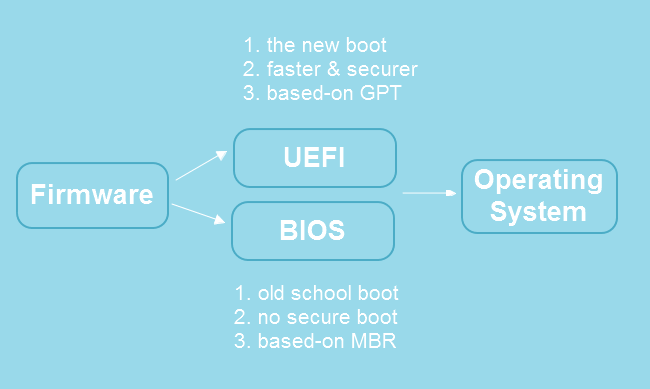 1. the new boot
2. faster & securer
3. based-on GPT
UEFI
Firmware
Operating
System
BIOS
1. old school boot
2. no secure boot
3. based-on MBR